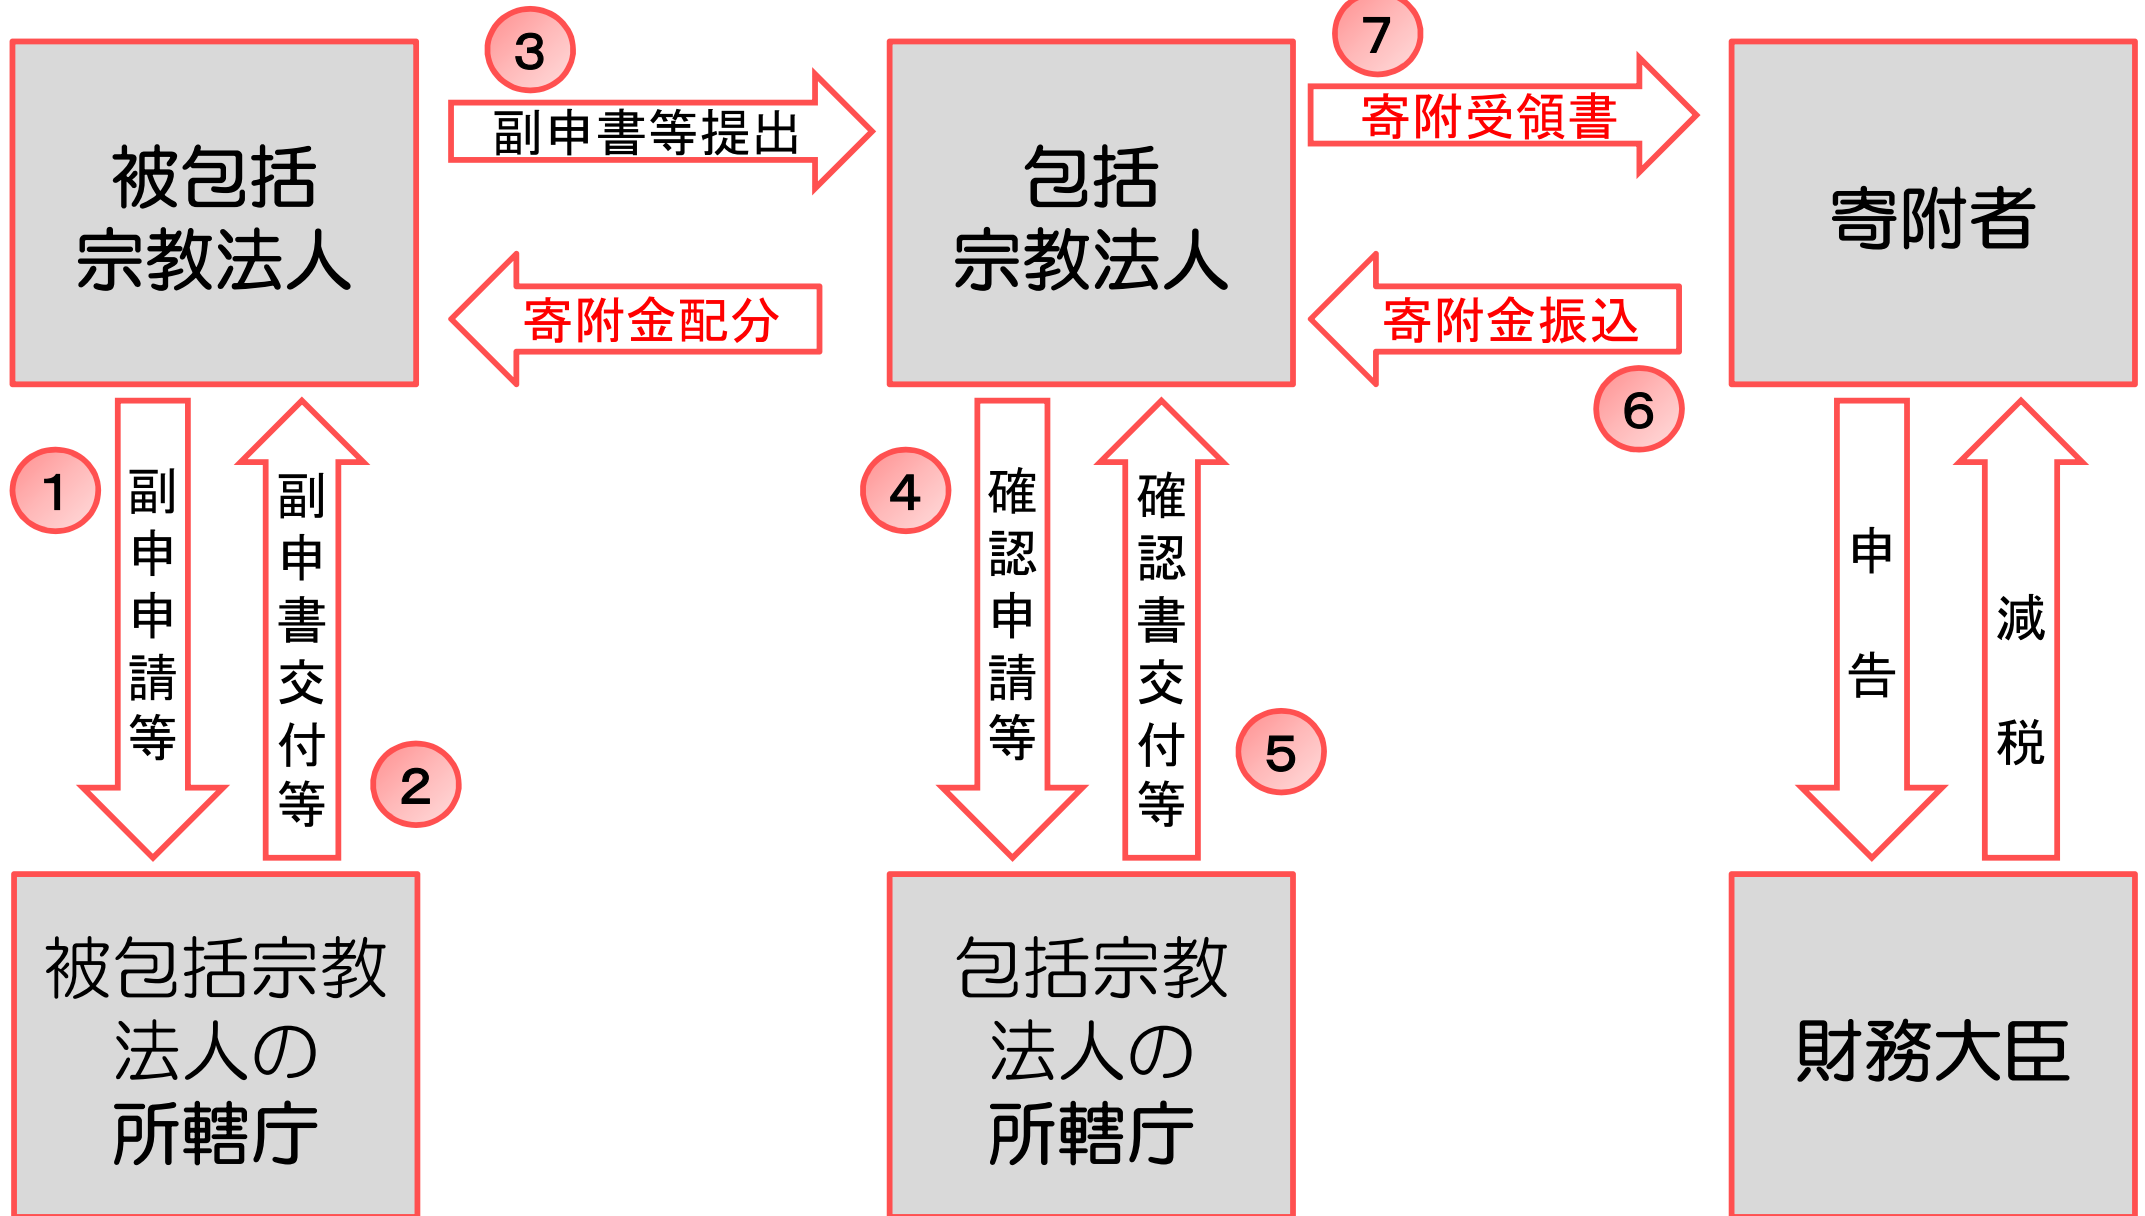 3
7
被包括
宗教法人
副申書等提出
包括
宗教法人
寄附受領書
寄附者
寄附金配分
寄附金振込
6
1
副申申請等
副申書交付等
2
4
確認申請等
確認書交付等
5
申告
減税
被包括宗教
法人の
所轄庁
包括宗教
法人の
所轄庁
財務大臣